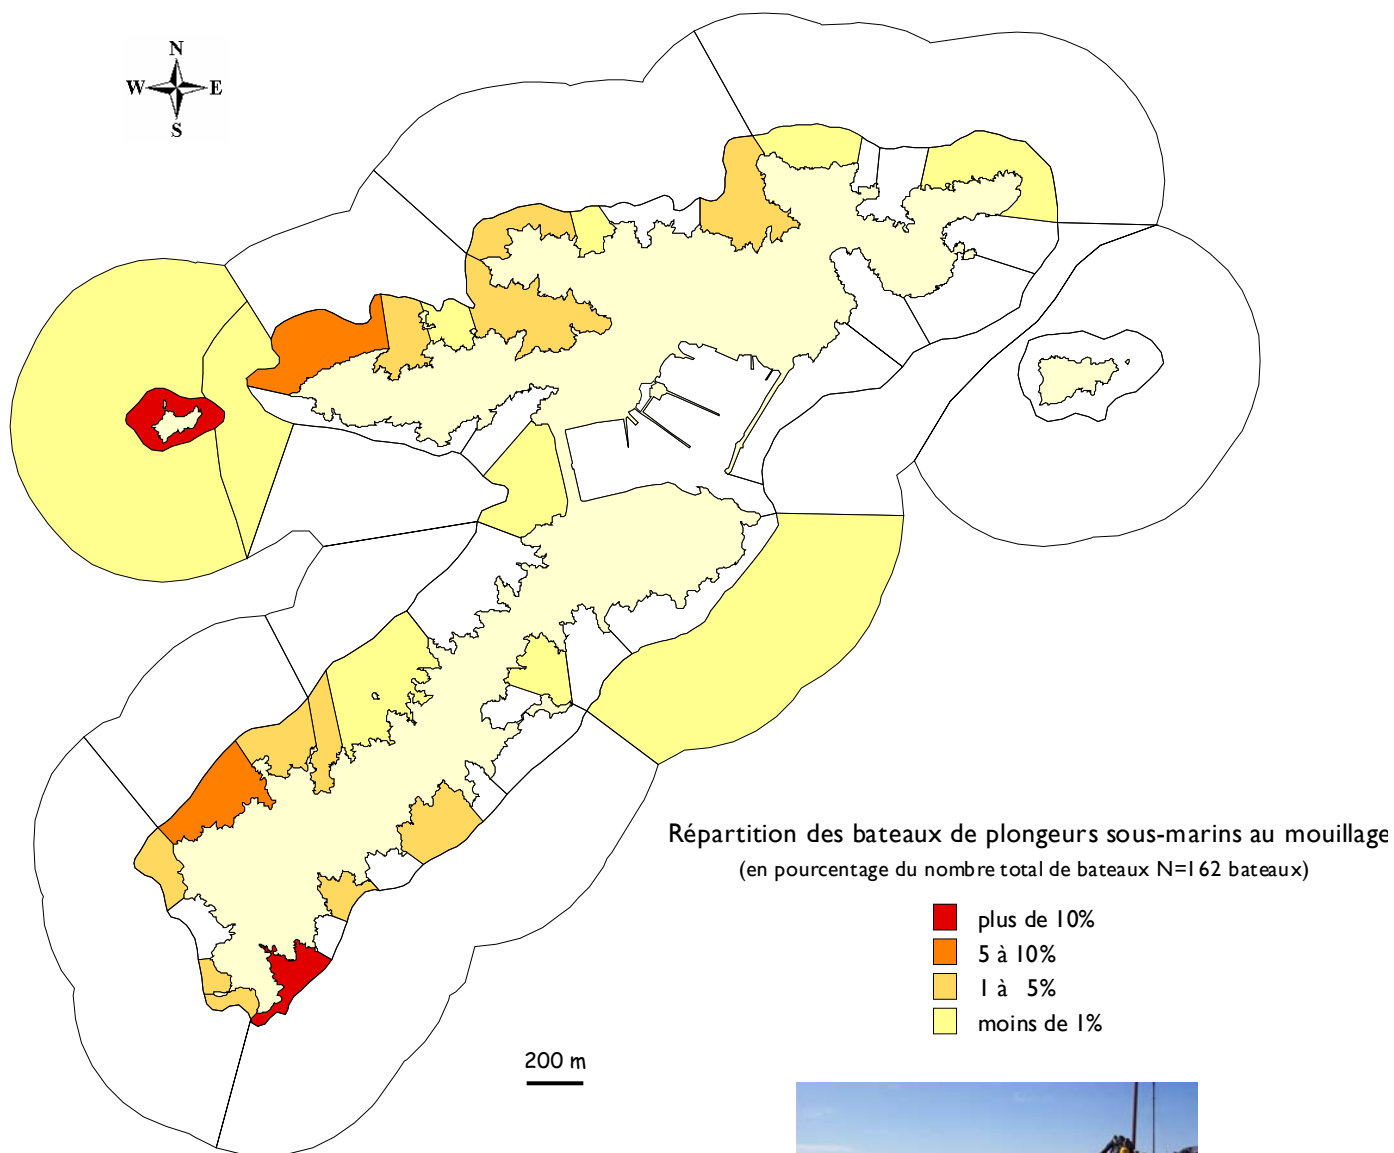 N
W E
S
Répartition des bateaux de plongeurs sous-marins au mouillage
(en pourcentage du nombre total de bateaux N=162 bateaux)
plus de 10%
5 à 10%
1 à 5%
moins de 1%
200 m